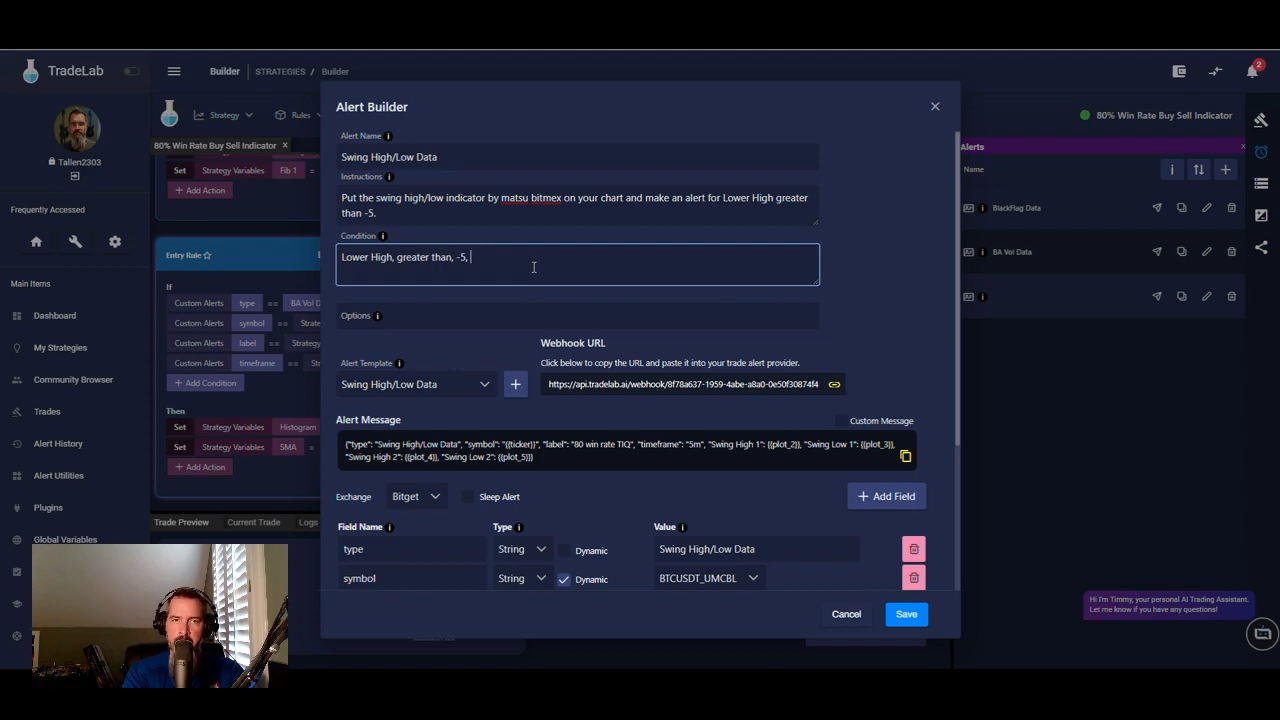 TradeLab
Builder
STRATEGIES / Builder
2
Tallen2303
Frequently Accessed
Main Items
Dashboard
My Strategies
Community Browser
Trades
Alert History
Alert Utilities
Plugins
Global Variables
Strategy
Rules
80% Win Rate Buy Sell Indicator
80% Win Rate Buy Sell Indicator
Set Strategy Variables Fib 1 =
+ Add Action
Entry Rule
If
Custom Alerts type == BA Vol D
Custom Alerts symbol == Strate
Custom Alerts label == Strategy
Custom Alerts timeframe == Str
+ Add Condition
Then
Set Strategy Variables Histogram
Set Strategy Variables SMA =
+ Add Action
Trade Preview Current Trade Logs
Alert Builder
Alert Name
Swing High/Low Data
Instructions
Put the swing high/low indicator by matsu bitmex on your chart and make an alert for Lower High greater
than -5.
Condition
Lower High, greater than, -5,
Options
Webhook URL
Click below to copy the URL and paste it into your trade alert provider.
Alert Template
Swing High/Low Data
https://api.tradelab.ai/webhook/8f78a637-1959-4abe-a8a0-0e50f30874f4
Alert Message
Custom Message
{"type": "Swing High/Low Data", "symbol": "{{ticker}}", "label": "80 win rate TIQ", "timeframe": "5m", "Swing High 1": {{plot_2}}, "Swing Low 1": {{plot_3}},
"Swing High 2": {{plot_4}}, "Swing Low 2": {{plot_5}}}
Exchange Bitget Sleep Alert
+ Add Field
Field Name Type Value
type String Dynamic Swing High/Low Data
symbol String Dynamic BTCUSDT_UMCBL
Cancel Save
Alerts
Name
BlackFlag Data
BA Vol Data
Hi I'm Timmy, your personal AI Trading Assistant.
Let me know if you have any questions!